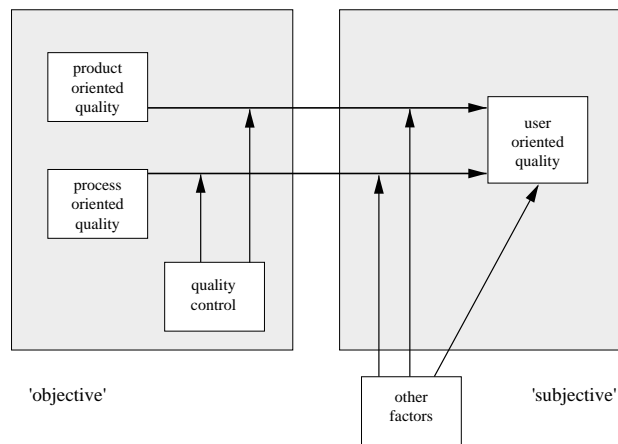 product
oriented
quality
user
oriented
quality
process
oriented
quality
quality
control
'objective'
other
factors
'subjective'